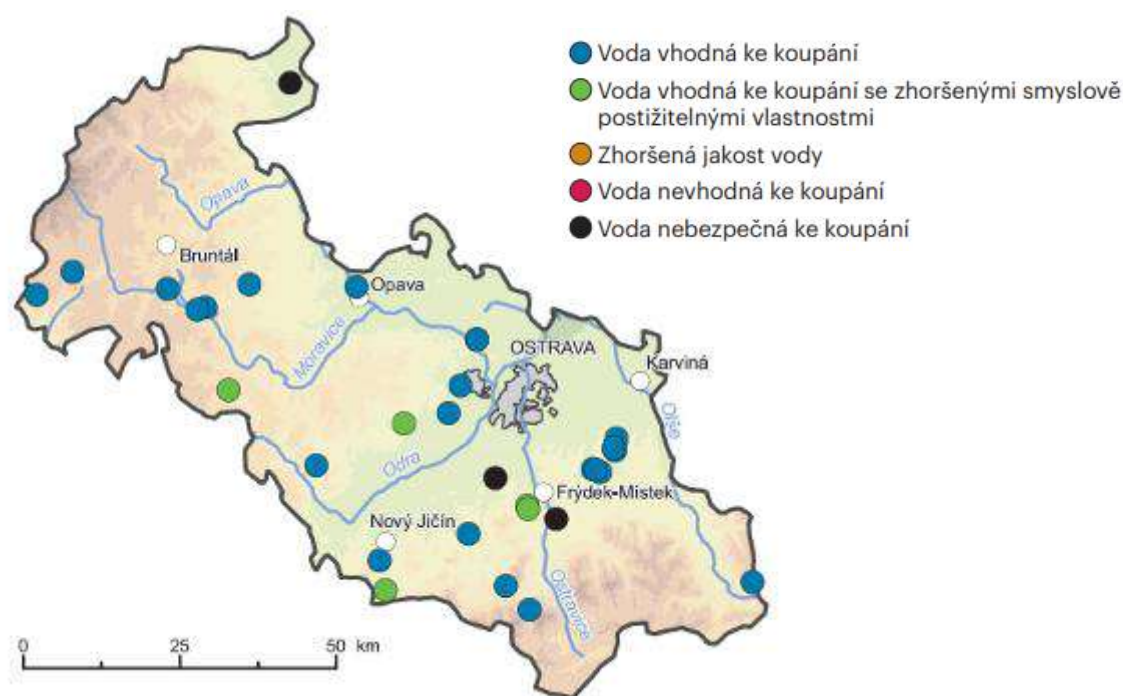 Voda vhodná ke koupání
Voda vhodná ke koupání se zhoršenými smyslově
postižitelnými vlastnostmi
Zhoršená jakost vody
Voda nevhodná ke koupání
Voda nebezpečná ke koupání
Opava
Bruntál
Opava
Moravice
OSTRAVA
Karviná
Olše
Odra
Frýdek-Místek
Nový Jičín
Ostravice
0 25 50 km